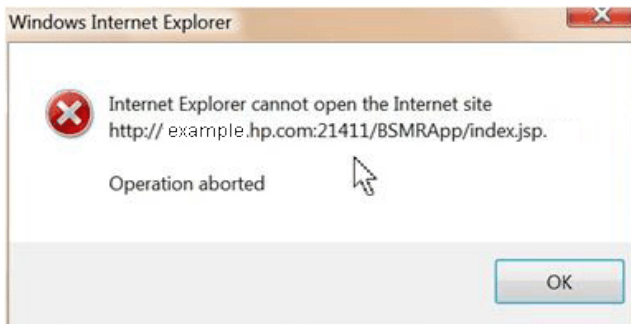 Windows Internet Explorer
Internet Explorer cannot open the Internet site
http:// example.hp.com:21411/BSMRApp/index.jsp.
Operation aborted
OK